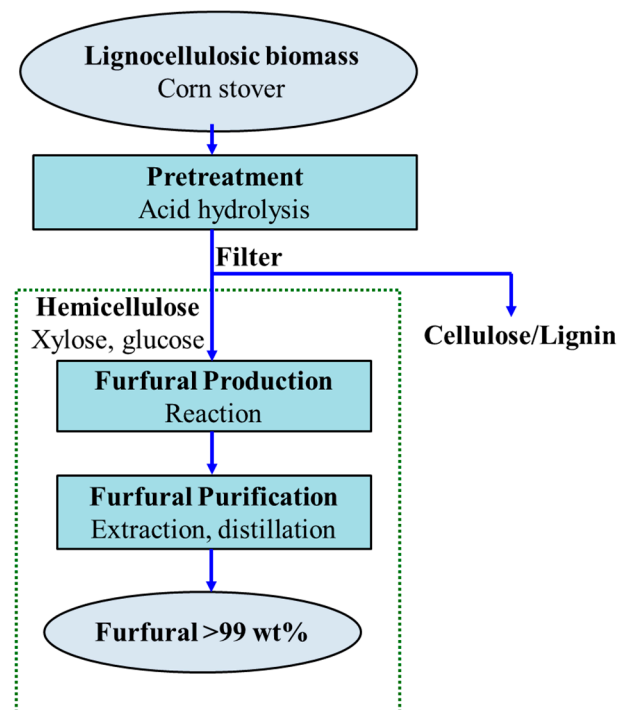 Lignocellulosic biomass
Corn stover
Pretreatment
Acid hydrolysis
Filter
Hemicellulose
Xylose, glucose
Cellulose/Lignin
Furfural Production
Reaction
Furfural Purification
Extraction, distillation
Furfural >99 wt%